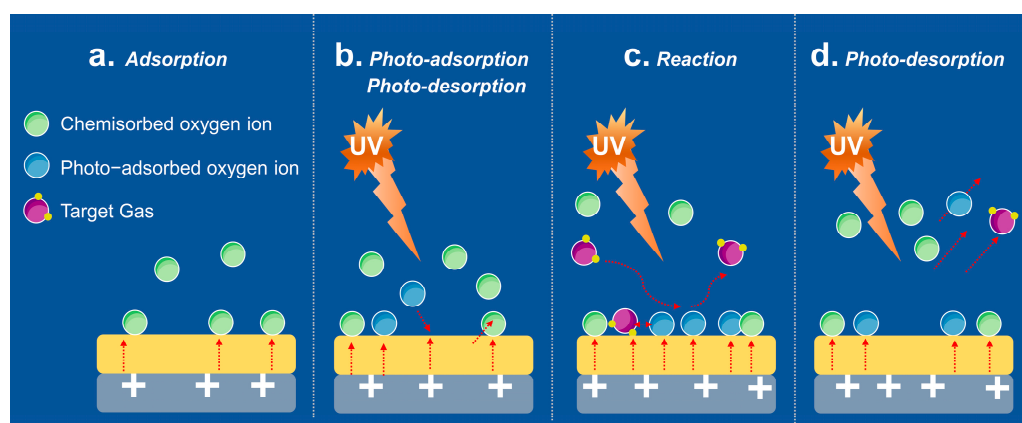 a. Adsorption
b. Photo-adsorption
Photo-desorption
c. Reaction
d. Photo-desorption
Chemisorbed oxygen ion
Photo-adsorbed oxygen ion
Target Gas
UV
UV
UV
+ + +
+ + +
+ + + +
+ + + +